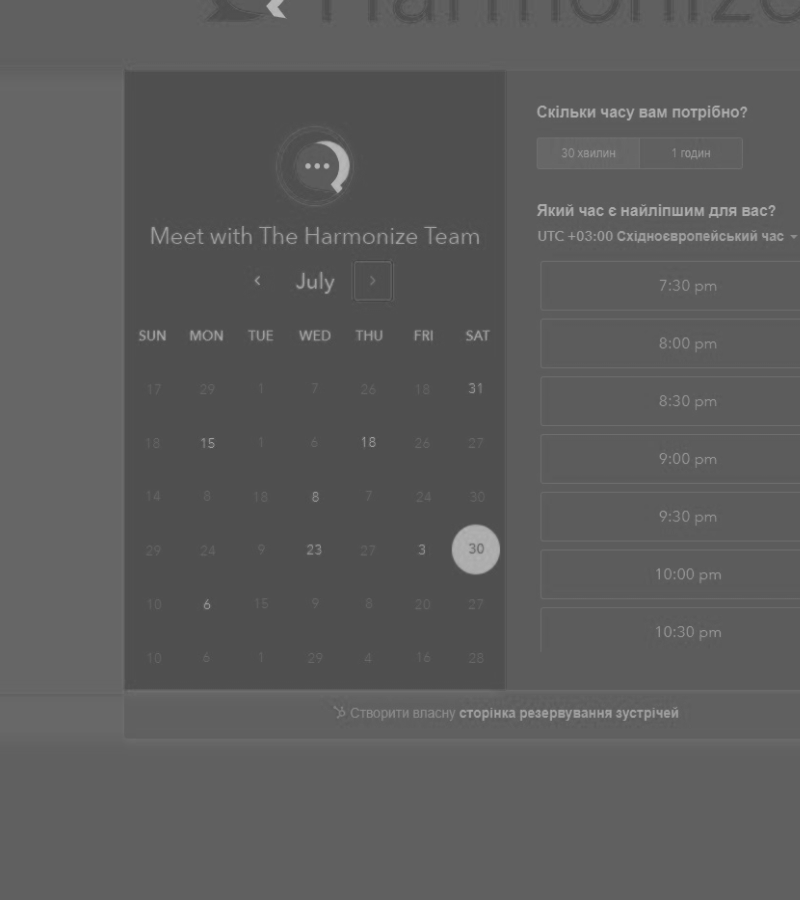 Harmonize
Meet with The Harmonize Team
July
SUN MON TUE WED THU FRI SAT
17 29 1 7 26 18 31
18 15 1 6 18 26 27
14 8 18 8 7 24 30
29 24 9 23 27 3 30
10 6 15 9 8 20 27
10 6 1 29 4 16 28
Скільки часу вам потрібно?
30 хвилин 1 годин
Який час є найліпшим для вас?
UTC +03:00 Східноєвропейський час
7:30 pm
8:00 pm
8:30 pm
9:00 pm
9:30 pm
10:00 pm
10:30 pm
Створити власну сторінка резервування зустрічей